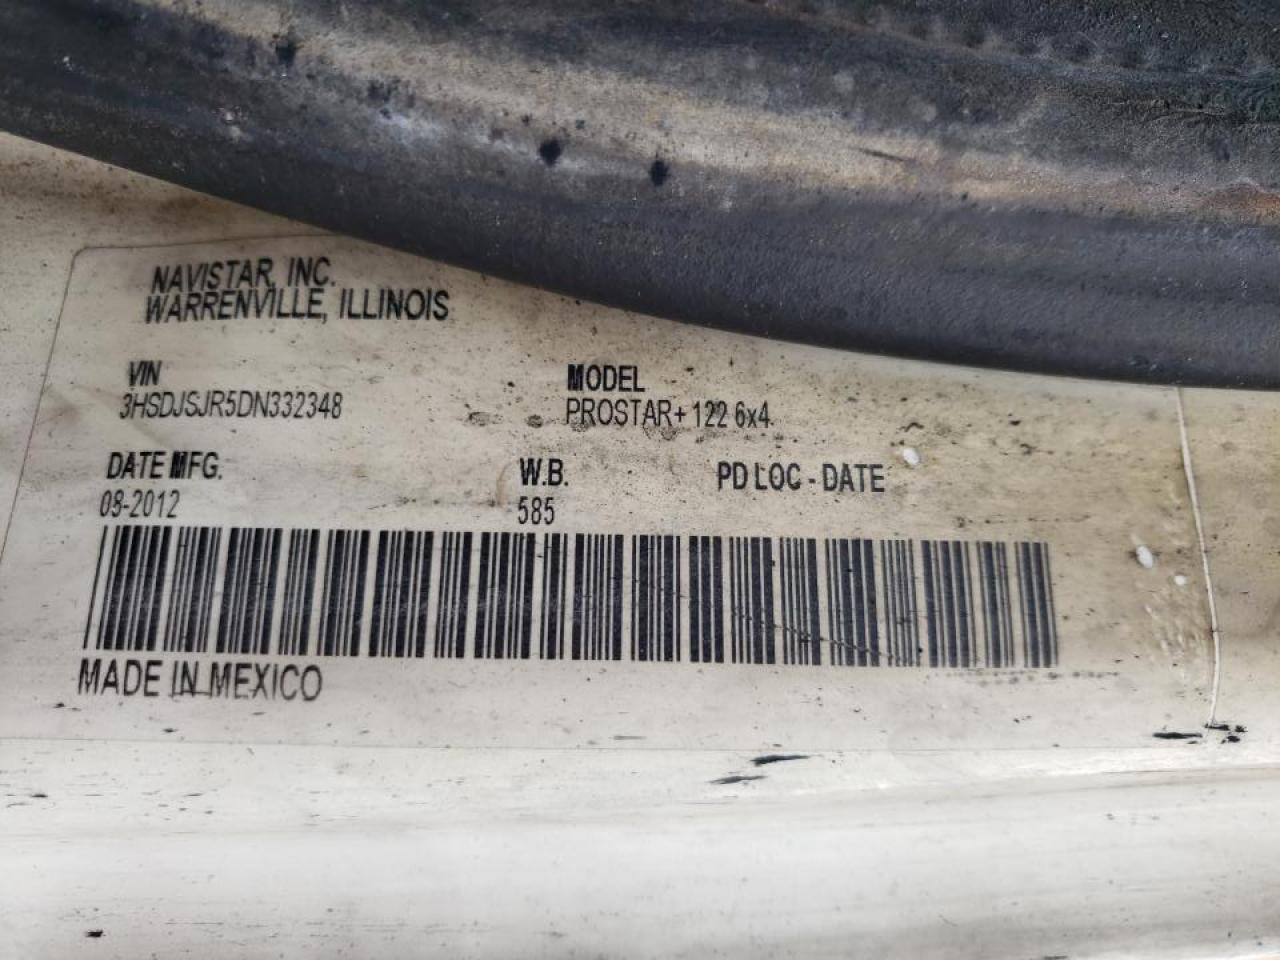 NAVISTAR, INC.
WARRENVILLE, ILLINOIS
VIN
3HSDJSJR5DN332348
MODEL
PROSTAR+ 122 6x4
DATE MFG.
08-2012
W.B.
585
PD LOC - DATE
MADE IN MEXICO